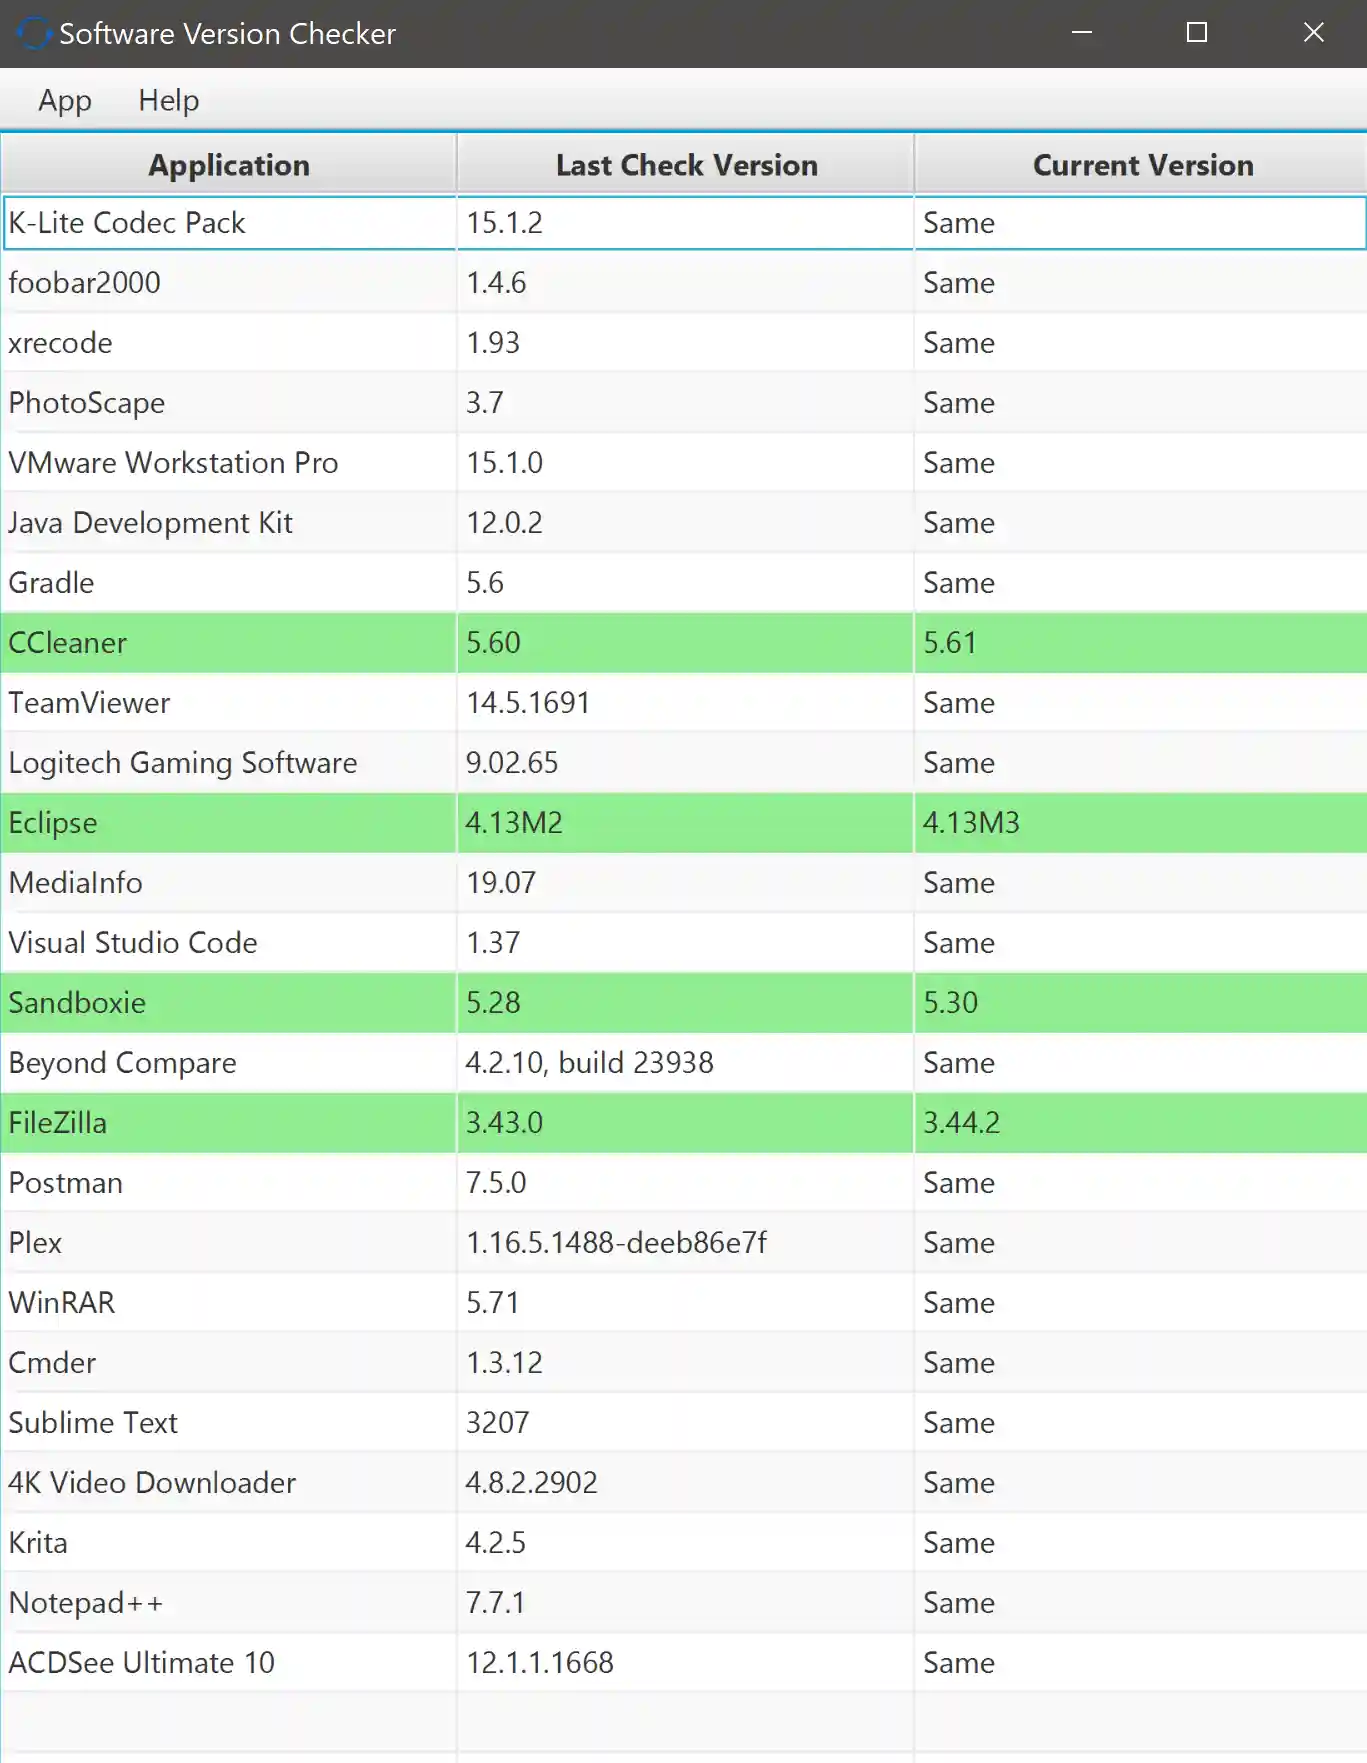 Software Version Checker
App Help
Application Last Check Version Current Version
K-Lite Codec Pack 15.1.2 Same
foobar2000 1.4.6 Same
xrecode 1.93 Same
PhotoScape 3.7 Same
VMware Workstation Pro 15.1.0 Same
Java Development Kit 12.0.2 Same
Gradle 5.6 Same
CCleaner 5.60 5.61
TeamViewer 14.5.1691 Same
Logitech Gaming Software 9.02.65 Same
Eclipse 4.13M2 4.13M3
MediaInfo 19.07 Same
Visual Studio Code 1.37 Same
Sandboxie 5.28 5.30
Beyond Compare 4.2.10, build 23938 Same
FileZilla 3.43.0 3.44.2
Postman 7.5.0 Same
Plex 1.16.5.1488-deeb86e7f Same
WinRAR 5.71 Same
Cmder 1.3.12 Same
Sublime Text 3207 Same
4K Video Downloader 4.8.2.2902 Same
Krita 4.2.5 Same
Notepad++ 7.7.1 Same
ACDSee Ultimate 10 12.1.1.1668 Same